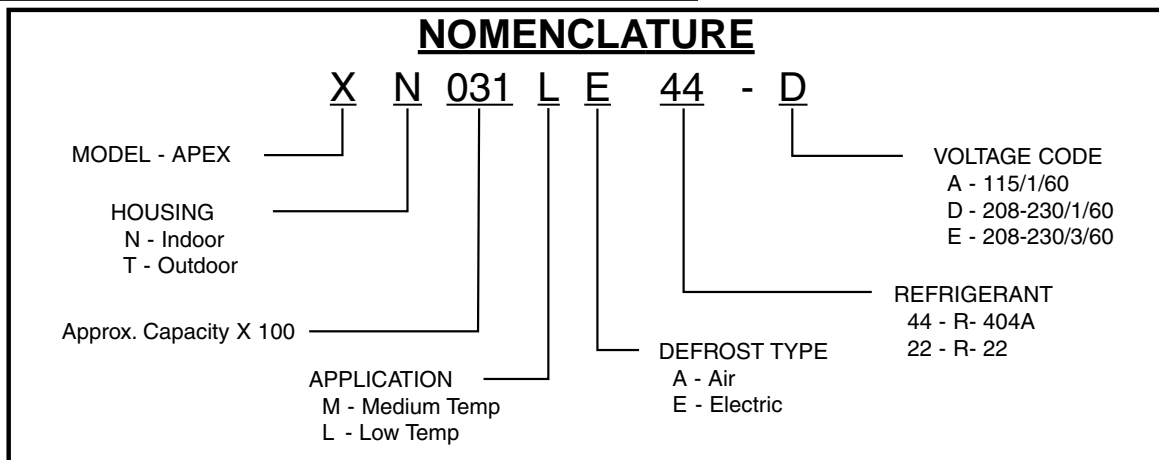 NOMENCLATURE
X N 031 L E 44 - D
MODEL - APEX
HOUSING
N - Indoor
T - Outdoor
Approx. Capacity X 100
APPLICATION
M - Medium Temp
L - Low Temp
DEFROST TYPE
A - Air
E - Electric
REFRIGERANT
44 - R- 404A
22 - R- 22
VOLTAGE CODE
A - 115/1/60
D - 208-230/1/60
E - 208-230/3/60